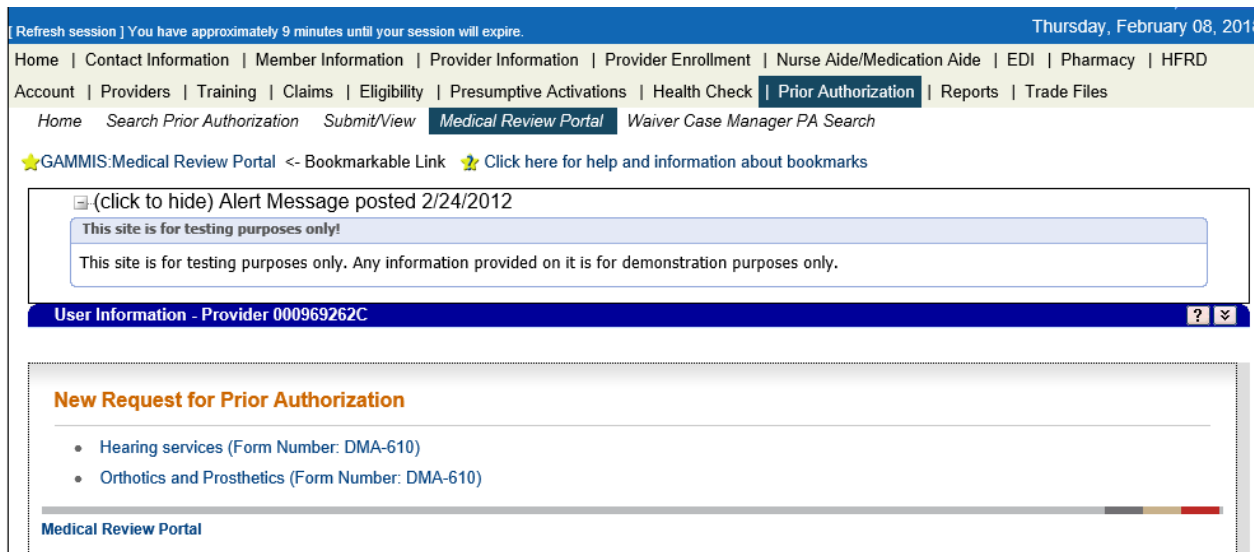 [ Refresh session ] You have approximately 9 minutes until your session will expire. Thursday, February 08, 2018
Home | Contact Information | Member Information | Provider Information | Provider Enrollment | Nurse Aide/Medication Aide | EDI | Pharmacy | HFRD
Account | Providers | Training | Claims | Eligibility | Presumptive Activations | Health Check | Prior Authorization | Reports | Trade Files
Home Search Prior Authorization Submit/View Medical Review Portal Waiver Case Manager PA Search
GAMMIS:Medical Review Portal <- Bookmarkable Link ? Click here for help and information about bookmarks
(click to hide) Alert Message posted 2/24/2012
This site is for testing purposes only!
This site is for testing purposes only. Any information provided on it is for demonstration purposes only.
User Information - Provider 000969262C ?
New Request for Prior Authorization
• Hearing services (Form Number: DMA-610)
• Orthotics and Prosthetics (Form Number: DMA-610)
Medical Review Portal